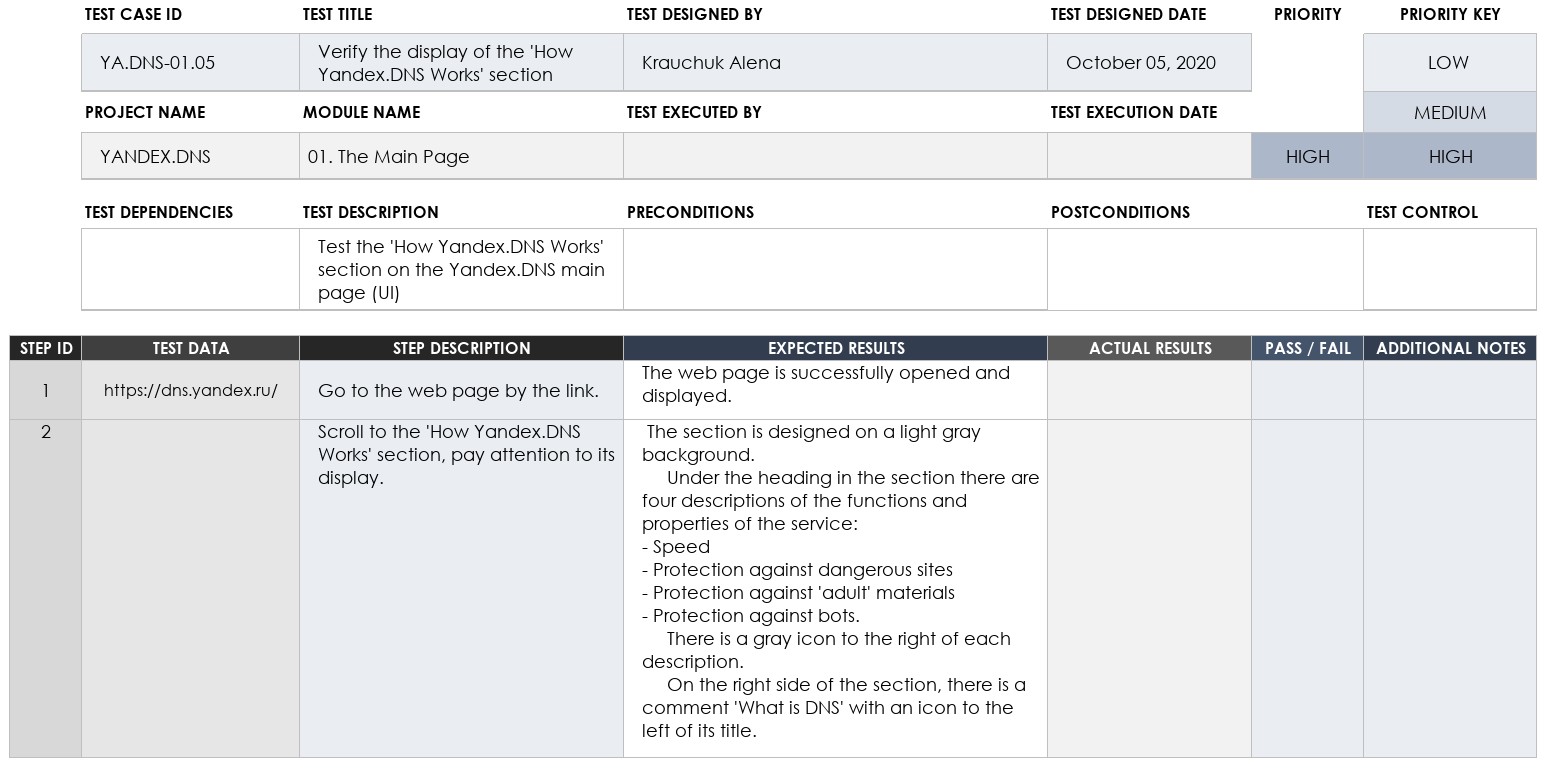 TEST CASE ID TEST TITLE TEST DESIGNED BY TEST DESIGNED DATE PRIORITY PRIORITY KEY
YA.DNS-01.05
Verify the display of the 'How
Yandex.DNS Works' section
Krauchuk Alena
October 05, 2020
LOW
PROJECT NAME MODULE NAME TEST EXECUTED BY TEST EXECUTION DATE
MEDIUM
YANDEX.DNS 01. The Main Page HIGH HIGH
TEST DEPENDENCIES TEST DESCRIPTION PRECONDITIONS POSTCONDITIONS TEST CONTROL
Test the 'How Yandex.DNS Works'
section on the Yandex.DNS main
page (UI)
STEP ID TEST DATA STEP DESCRIPTION EXPECTED RESULTS ACTUAL RESULTS PASS / FAIL ADDITIONAL NOTES
1
https://dns.yandex.ru/
Go to the web page by the link.
The web page is successfully opened and
displayed.
2
Scroll to the 'How Yandex.DNS
Works' section, pay attention to its
display.
The section is designed on a light gray
background.
Under the heading in the section there are
four descriptions of the functions and
properties of the service:
- Speed
- Protection against dangerous sites
- Protection against 'adult' materials
- Protection against bots.
There is a gray icon to the right of each
description.
On the right side of the section, there is a
comment 'What is DNS' with an icon to the
left of its title.